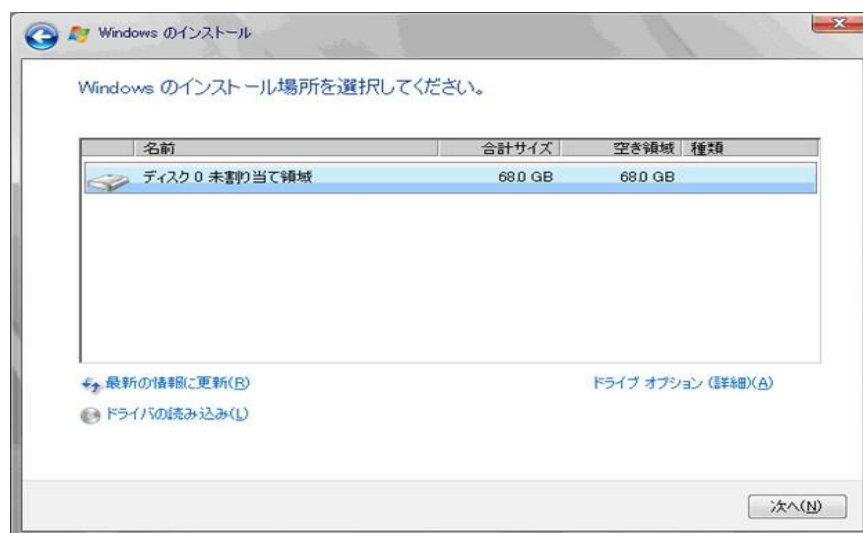 Windows のインストール
Windows のインストール場所を選択してください。
名前 合計サイズ 空き領域 種類
ディスク 0 未割り当て領域 68.0 GB 68.0 GB
最新の情報に更新(R) ドライブ オプション (詳細)(A)
ドライバの読み込み(L)
次へ(N)